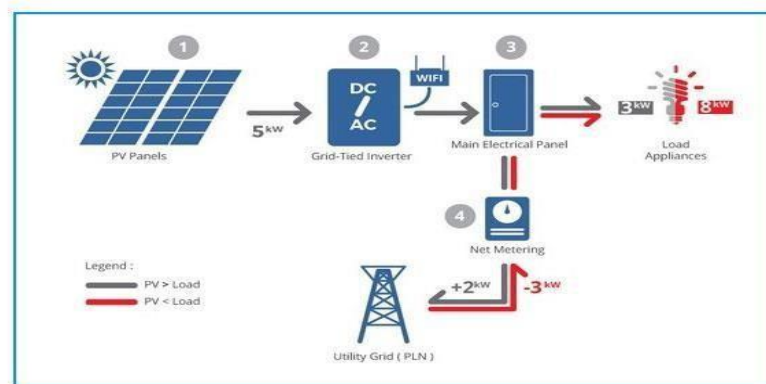 1
2
3
WIFI
DC
AC
5kW
3kW
8kW
PV Panels
Grid-Tied Inverter
Main Electrical Panel
Load
Appliances
4
Net Metering
Legend :
PV > Load
PV < Load
+2kW
-3kW
Utility Grid ( PLN )